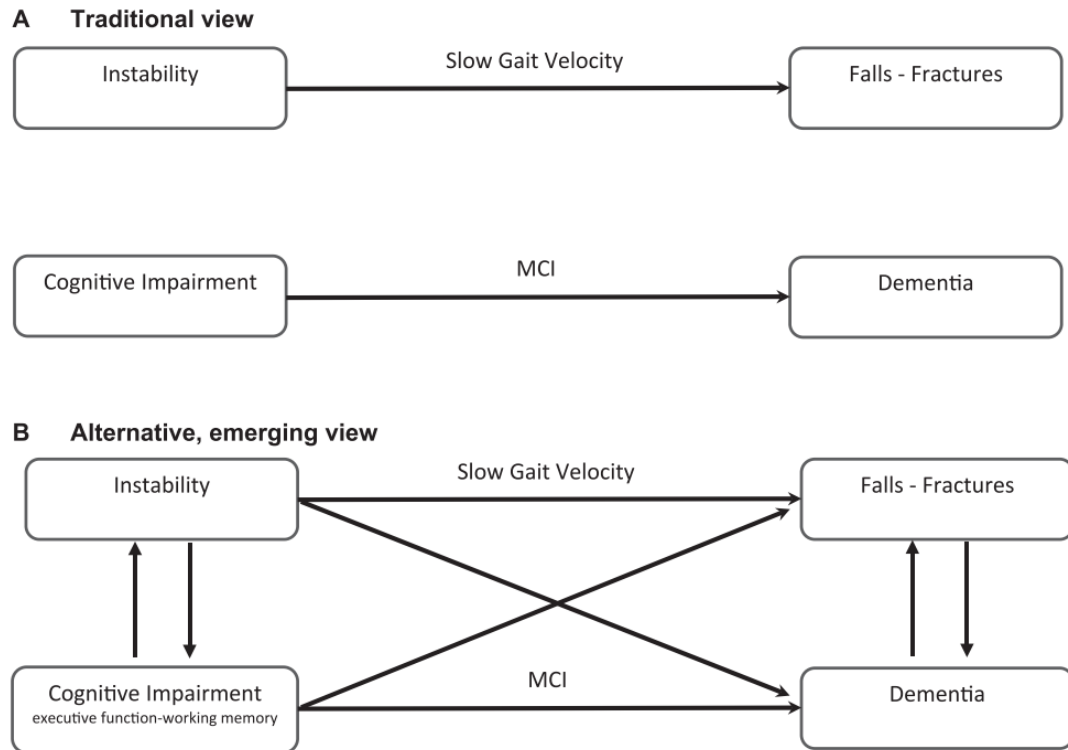 A Traditional view
Slow Gait Velocity
Instability
Falls - Fractures
MCI
Cognitive Impairment
Dementia
B Alternative, emerging view
Slow Gait Velocity
Instability
Falls - Fractures
MCI
Cognitive Impairment
executive function-working memory
Dementia